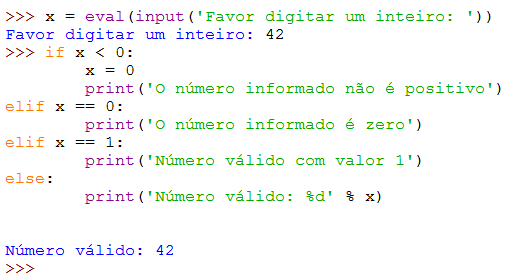 >>> x = eval(input('Favor digitar um inteiro: '))
Favor digitar um inteiro: 42
>>> if x < 0:
        x = 0
        print('O número informado não é positivo')
elif x == 0:
        print('O número informado é zero')
elif x == 1:
        print('Número válido com valor 1')
else:
        print('Número válido: %d' % x)
Número válido: 42
>>>